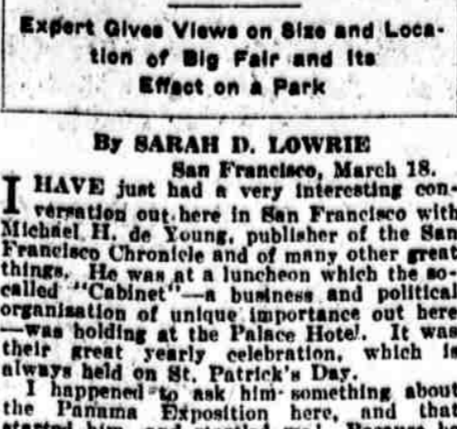 Expert Gives Views on Size and Loca-
tion of Big Fair and Its
Effect on a Park
By SARAH D. LOWRIE
San Francisco, March 18.
I HAVE just had a very interesting con-
versation out here in San Francisco with
Michael H. de Young, publisher of the San
Francisco Chronicle and of many other great
things. He was at a luncheon which the so-
called "Cabinet"—a business and political
organisation of unique importance out here
—was holding at the Palace Hotel. It was
their great yearly celebration, which is
always held on St. Patrick's Day.
I happened to ask him something about
the Panama Exposition here, and that
started him, and